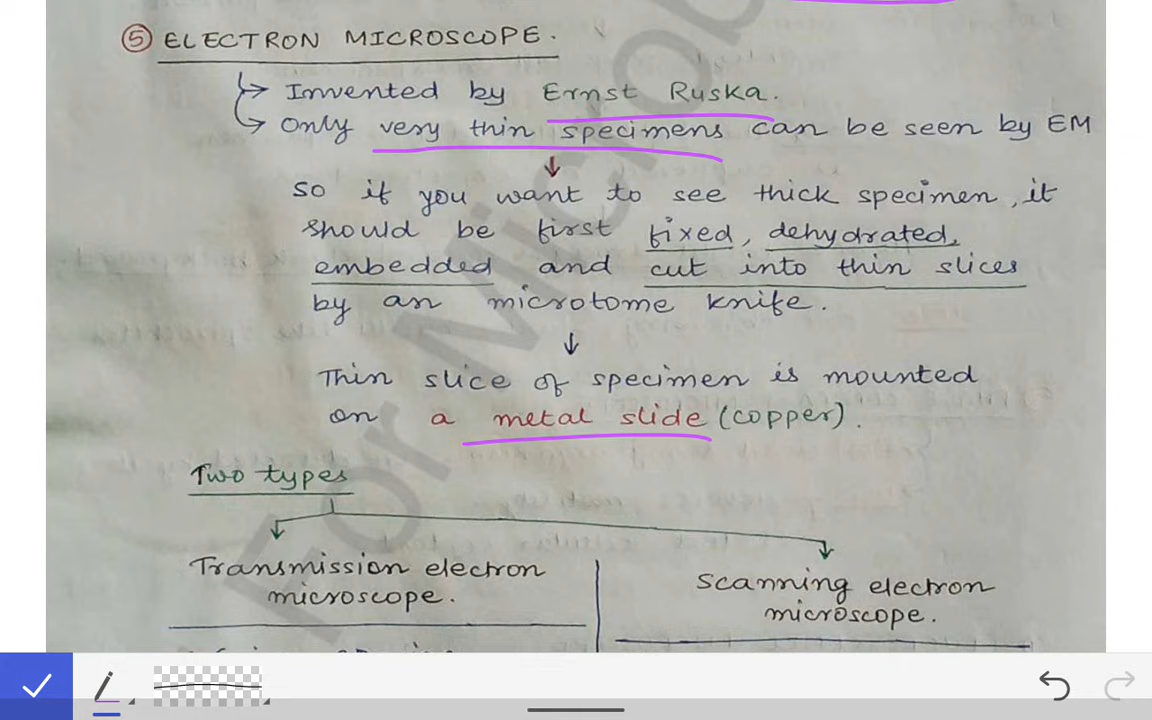 ⑤ ELECTRON MICROSCOPE.
→ Invented by Ernst Ruska.
→ Only very thin specimens can be seen by EM
↓
So if you want to see thick specimen, it
should be first fixed, dehydrated,
embedded and cut into thin slices
by an microtome knife.
↓
Thin slice of specimen is mounted
on a metal slide (copper).
Two types
Transmission electron
microscope.
Scanning electron
microscope.
For Microb